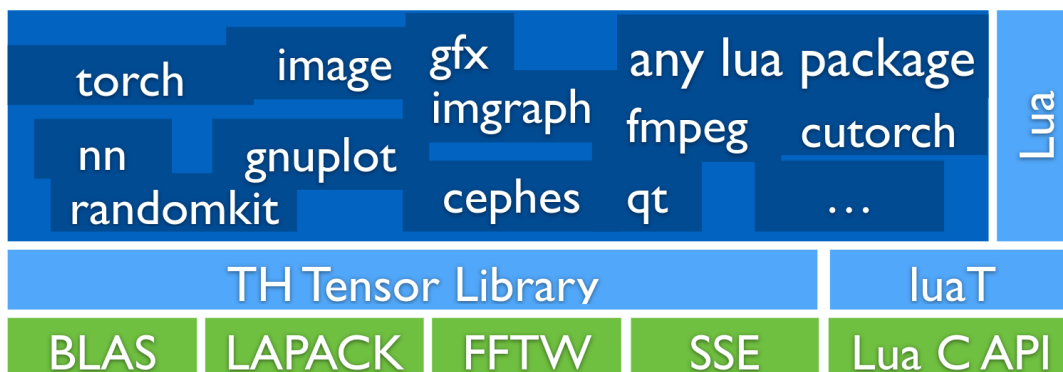 torch image gfx any lua package
imgraph
nn gnuplot fmpeg cutorch
randomkit cephes qt ...
Lua
TH Tensor Library luaT
BLAS LAPACK FFTW SSE Lua C API